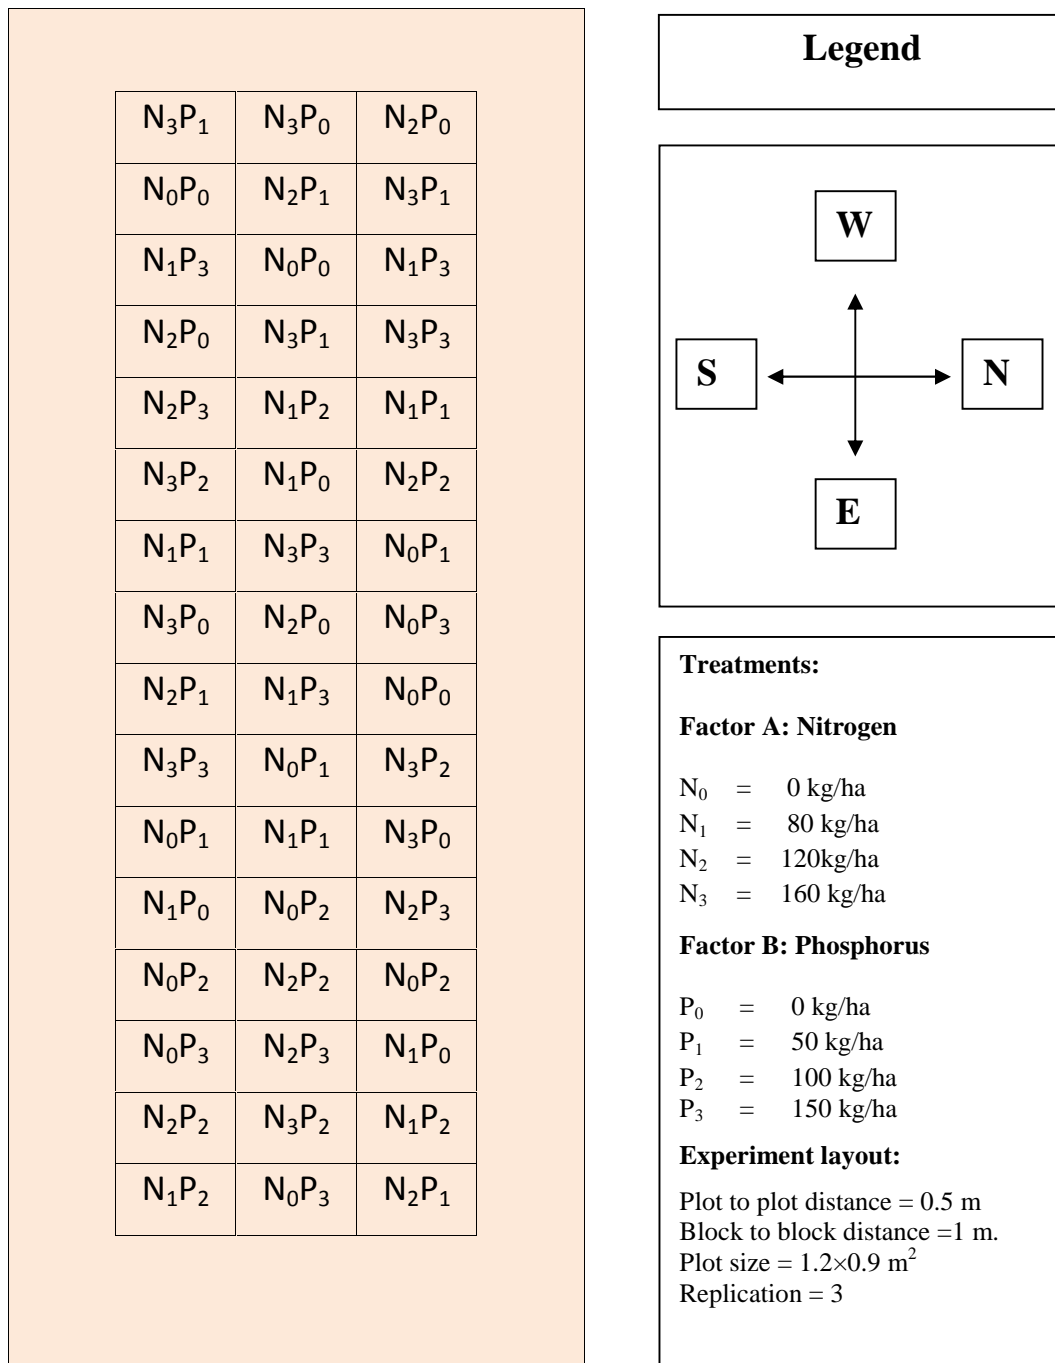 N₃P₁ N₃P₀ N₂P₀
N₀P₀ N₂P₁ N₃P₁
N₁P₃ N₀P₀ N₁P₃
N₂P₀ N₃P₁ N₃P₃
N₂P₃ N₁P₂ N₁P₁
N₃P₂ N₁P₀ N₂P₂
N₁P₁ N₃P₃ N₀P₁
N₃P₀ N₂P₀ N₀P₃
N₂P₁ N₁P₃ N₀P₀
N₃P₃ N₀P₁ N₃P₂
N₀P₁ N₁P₁ N₃P₀
N₁P₀ N₀P₂ N₂P₃
N₀P₂ N₂P₂ N₀P₂
N₀P₃ N₂P₃ N₁P₀
N₂P₂ N₃P₂ N₁P₂
N₁P₂ N₀P₃ N₂P₁
Legend
W
S N
E
Treatments:
Factor A: Nitrogen
N₀ = 0 kg/ha
N₁ = 80 kg/ha
N₂ = 120kg/ha
N₃ = 160 kg/ha
Factor B: Phosphorus
P₀ = 0 kg/ha
P₁ = 50 kg/ha
P₂ = 100 kg/ha
P₃ = 150 kg/ha
Experiment layout:
Plot to plot distance = 0.5 m
Block to block distance =1 m.
Plot size = 1.2×0.9 m²
Replication = 3